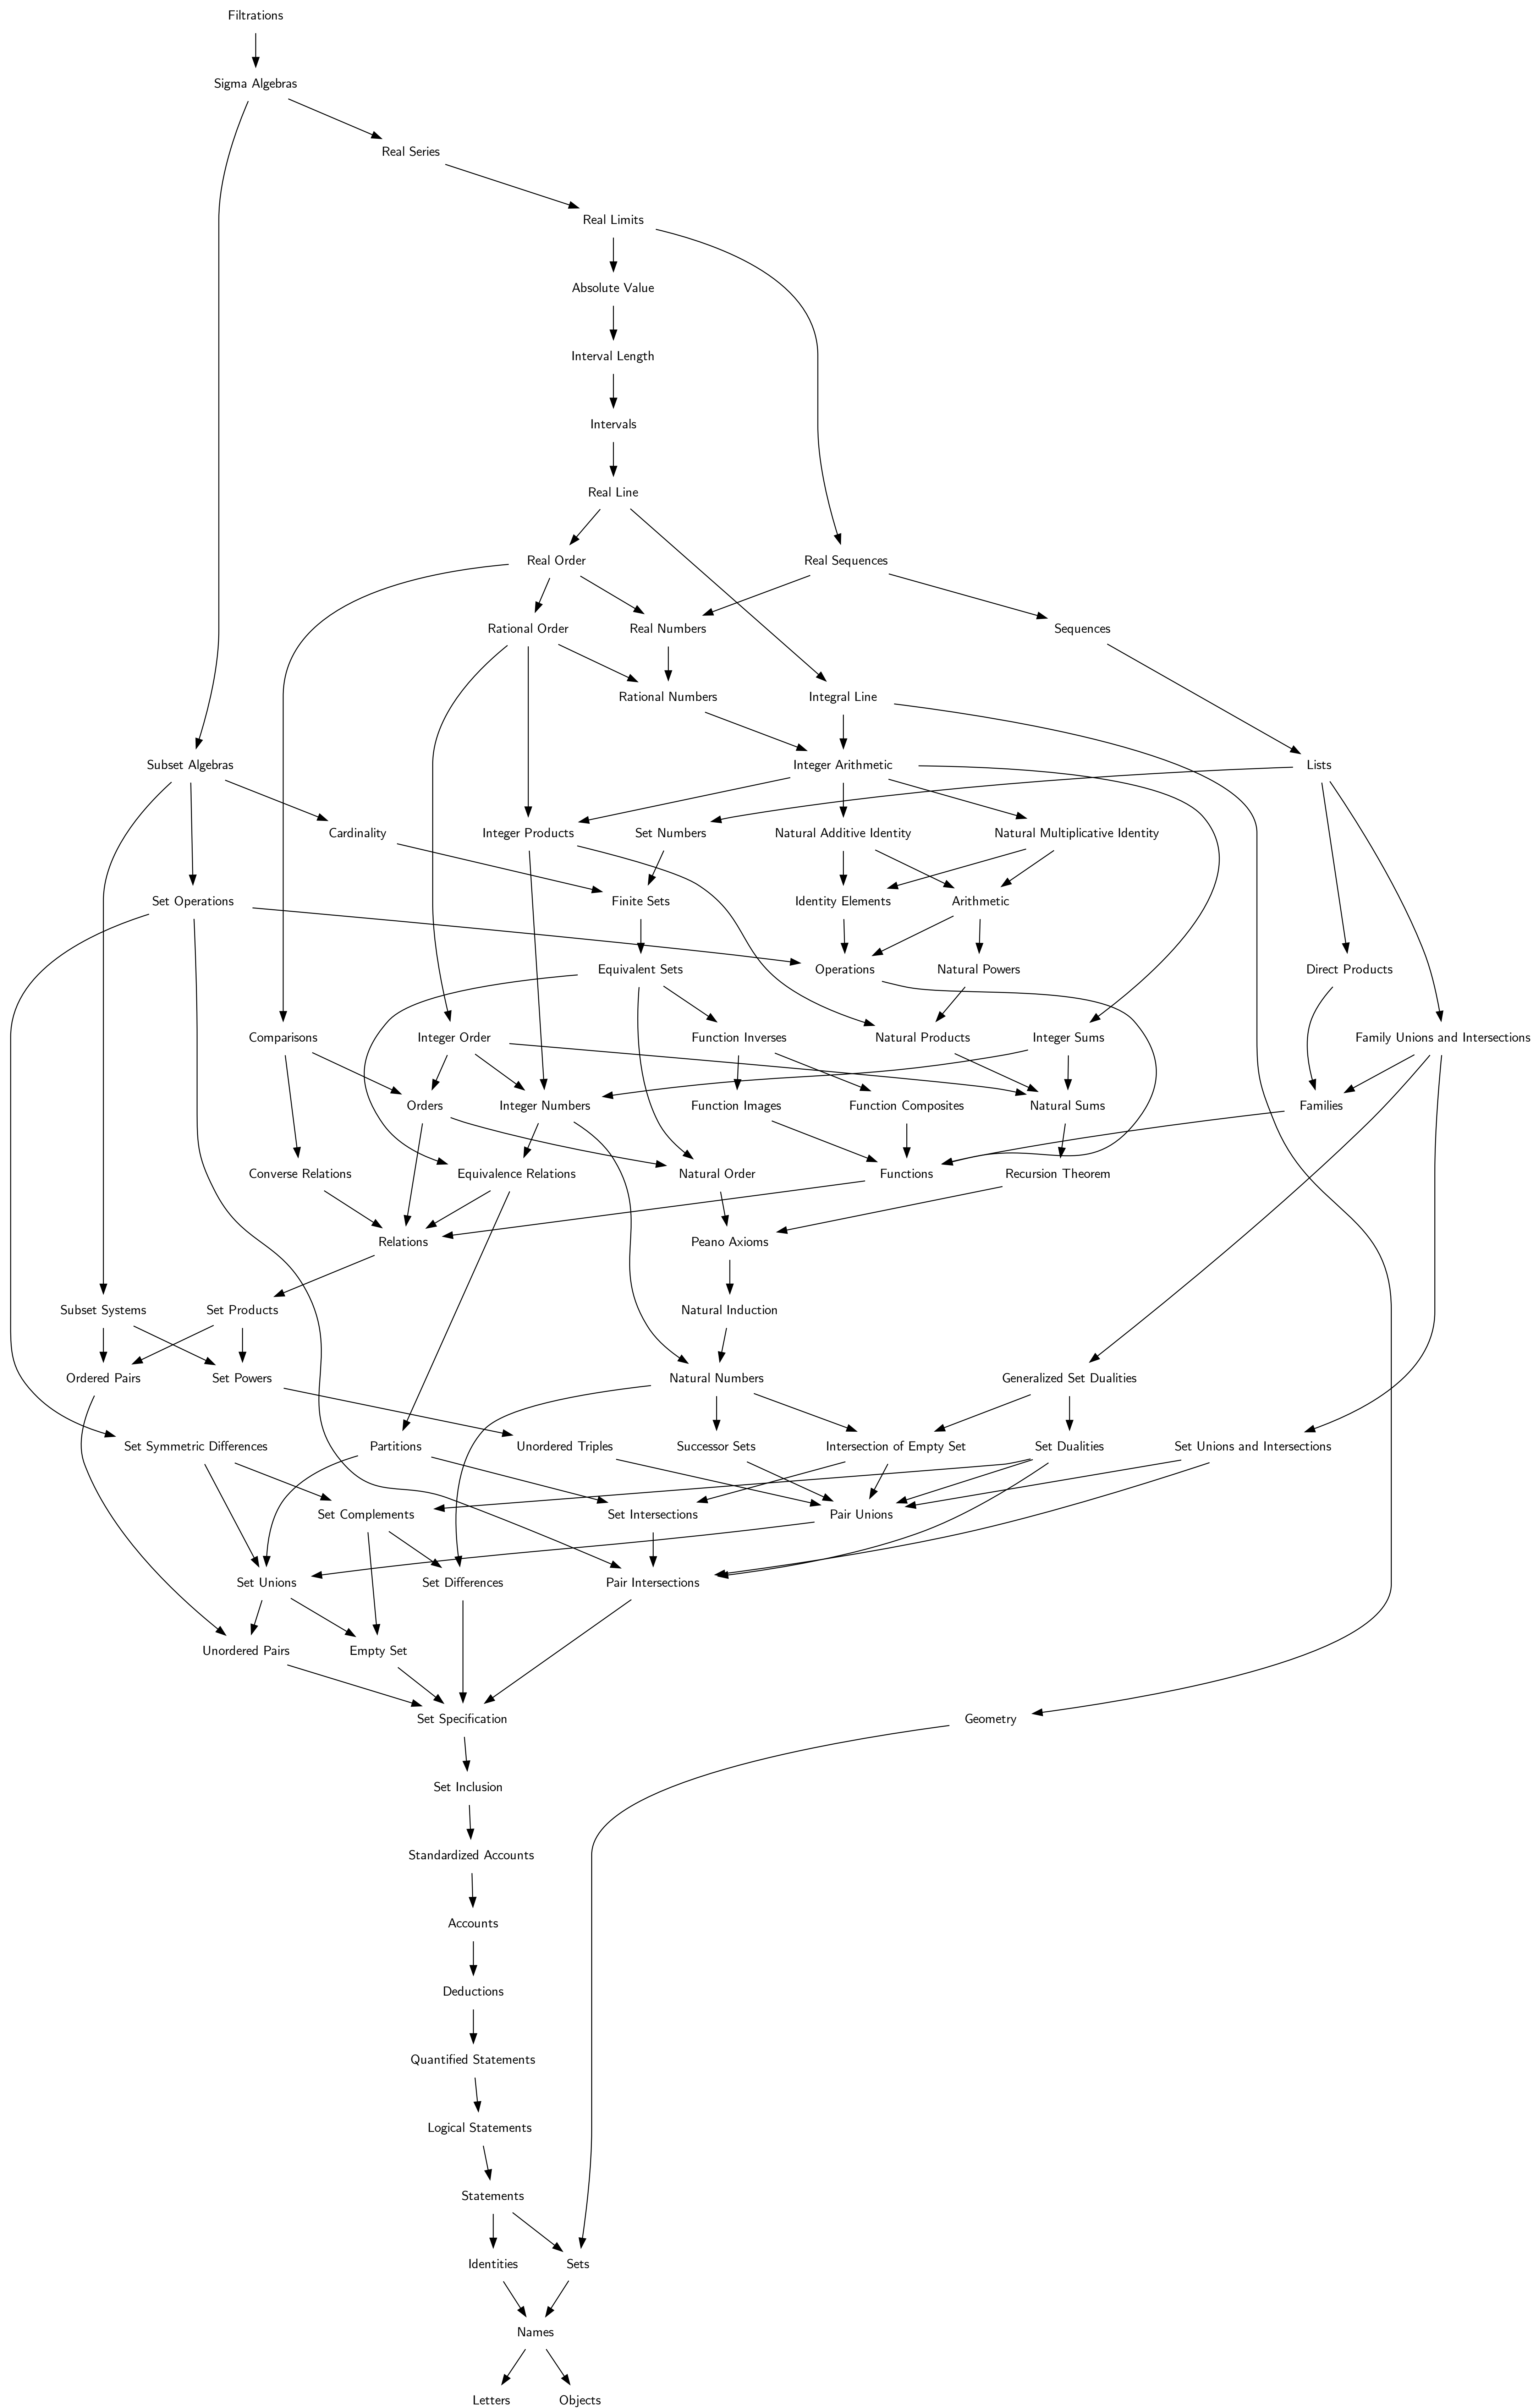 Filtrations
Sigma Algebras
Real Series
Real Limits
Absolute Value
Interval Length
Intervals
Real Line
Real Order
Real Sequences
Rational Order
Real Numbers
Sequences
Rational Numbers
Integral Line
Subset Algebras
Integer Arithmetic
Lists
Cardinality
Integer Products
Set Numbers
Natural Additive Identity
Natural Multiplicative Identity
Set Operations
Finite Sets
Identity Elements
Arithmetic
Equivalent Sets
Operations
Natural Powers
Direct Products
Comparisons
Integer Order
Function Inverses
Natural Products
Integer Sums
Family Unions and Intersections
Orders
Integer Numbers
Function Images
Function Composites
Natural Sums
Families
Converse Relations
Equivalence Relations
Natural Order
Functions
Recursion Theorem
Relations
Peano Axioms
Subset Systems
Set Products
Natural Induction
Ordered Pairs
Set Powers
Natural Numbers
Generalized Set Dualities
Set Symmetric Differences
Partitions
Unordered Triples
Successor Sets
Intersection of Empty Set
Set Dualities
Set Unions and Intersections
Set Complements
Set Intersections
Pair Unions
Set Unions
Set Differences
Pair Intersections
Unordered Pairs
Empty Set
Set Specification
Geometry
Set Inclusion
Standardized Accounts
Accounts
Deductions
Quantified Statements
Logical Statements
Statements
Identities
Sets
Names
Letters
Objects